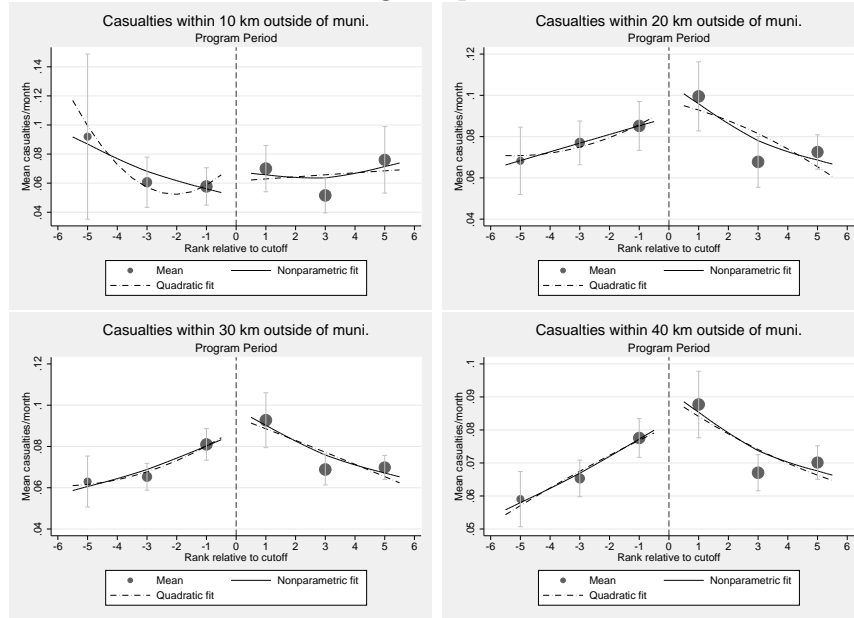 Casualties within 10 km outside of muni.
Program Period
Mean casualties/month
.04 .06 .08 .1 .12 .14
-6 -5 -4 -3 -2 -1 0 1 2 3 4 5 6
Rank relative to cutoff
Mean Nonparametric fit
Quadratic fit
Casualties within 20 km outside of muni.
Program Period
Mean casualties/month
.04 .06 .08 .1 .12
-6 -5 -4 -3 -2 -1 0 1 2 3 4 5 6
Rank relative to cutoff
Mean Nonparametric fit
Quadratic fit
Casualties within 30 km outside of muni.
Program Period
Mean casualties/month
.04 .06 .08 .1 .12
-6 -5 -4 -3 -2 -1 0 1 2 3 4 5 6
Rank relative to cutoff
Mean Nonparametric fit
Quadratic fit
Casualties within 40 km outside of muni.
Program Period
Mean casualties/month
.05 .06 .07 .08 .09 .1
-6 -5 -4 -3 -2 -1 0 1 2 3 4 5 6
Rank relative to cutoff
Mean Nonparametric fit
Quadratic fit